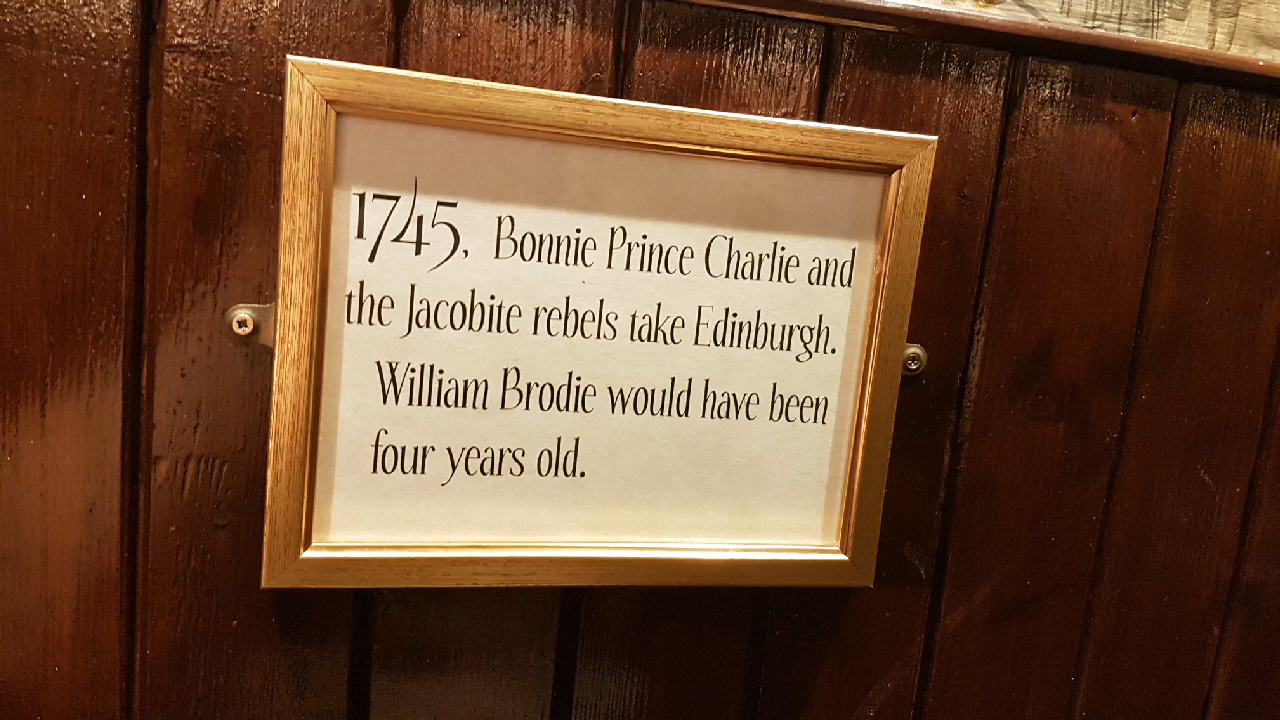 1745, Bonnie Prince Charlie and
the Jacobite rebels take Edinburgh.
William Brodie would have been
four years old.